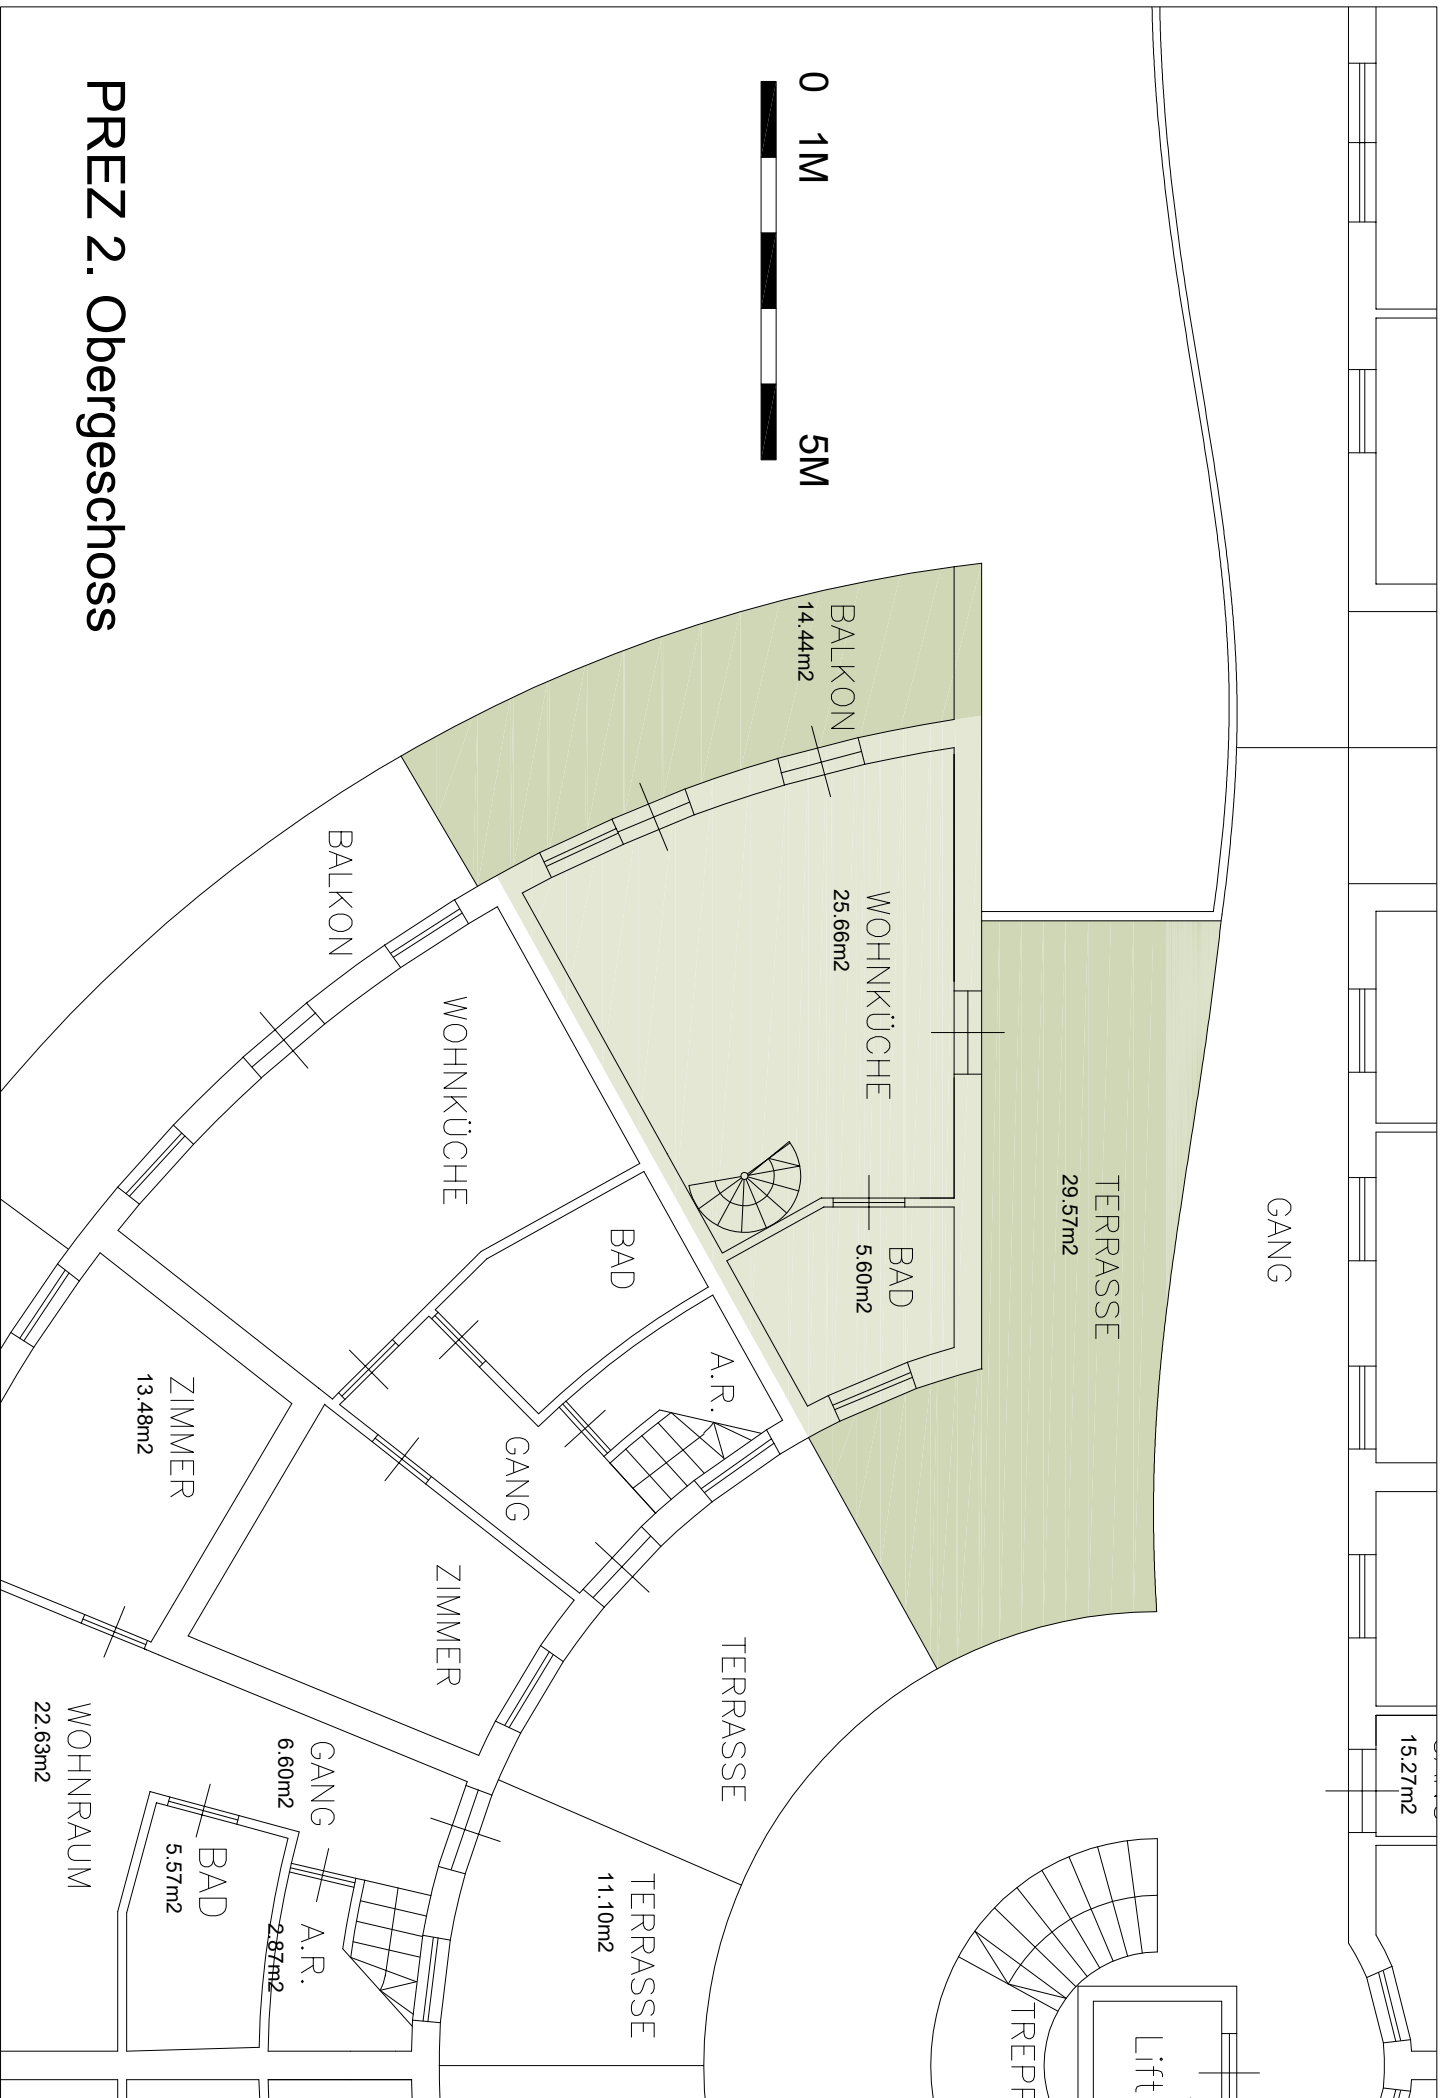 PREZ 2. Obergeschoss
0 1M 5M
BALKON
14.44m2
WOHNKÜCHE
25.66m2
BAD
5.60m2
TERRASSE
29.57m2
GANG
15.27m2
BALKON
WOHNKÜCHE
BAD
A.R.
GANG
ZIMMER
TERRASSE
ZIMMER
13.48m2
WOHNRAUM
22.63m2
GANG
6.60m2
BAD
5.57m2
A.R.
2.87m2
TERRASSE
11.10m2
Lift